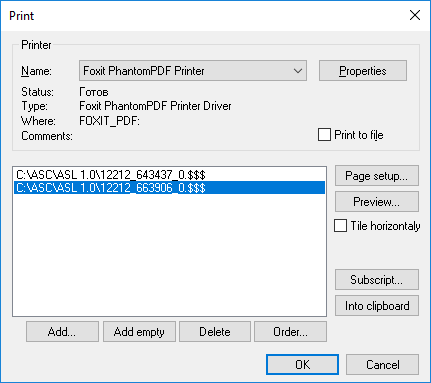 Print
Printer
Name: Foxit PhantomPDF Printer Properties
Status: Готов
Type: Foxit PhantomPDF Printer Driver
Where: FOXIT_PDF:
Comments: Print to file
C:\ASC\ASL 1.0\12212_643437_0.$$$
C:\ASC\ASL 1.0\12212_663906_0.$$$
Page setup...
Preview...
Tile horizontaly
Subscript...
Into clipboard
Add... Add empty Delete Order...
OK Cancel